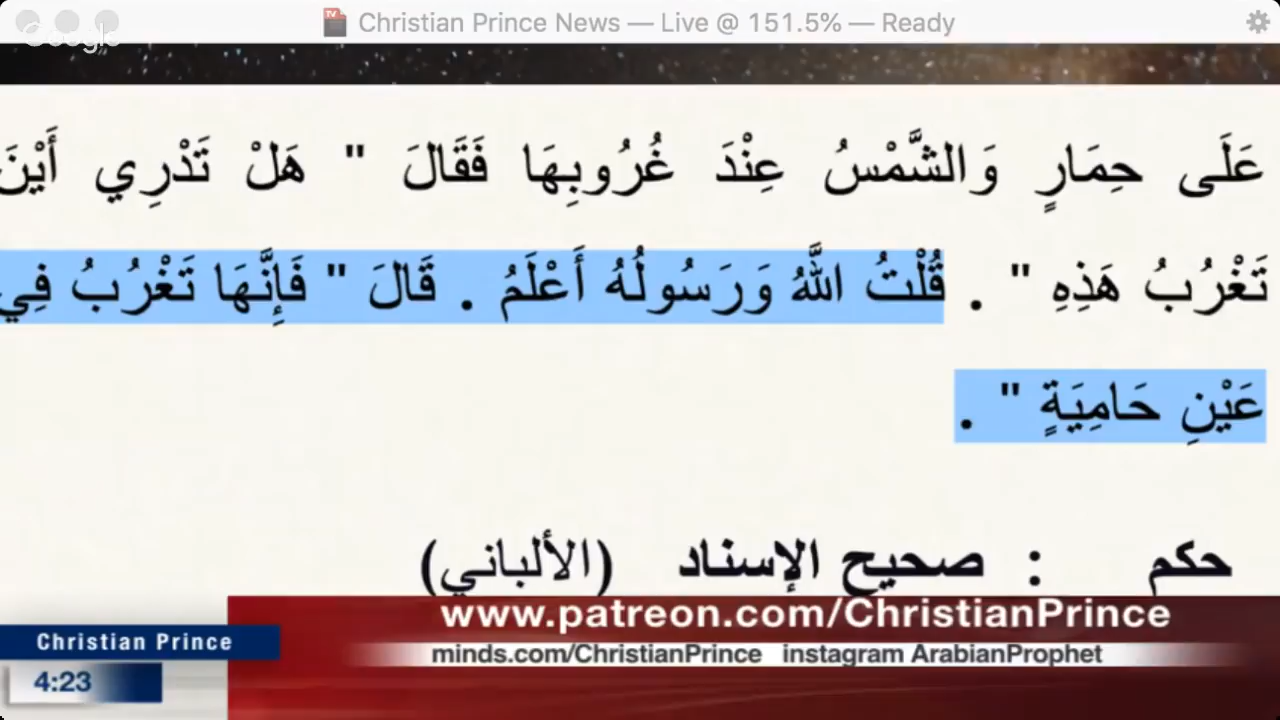 Christian Prince News — Live @ 151.5% — Ready
Google
عَلَى حِمَارٍ وَالشَّمْسُ عِنْدَ غُرُوبِهَا فَقَالَ " هَلْ تَدْرِي أَيْنَ
تَغْرُبُ هَذِهِ " . قُلْتُ اللَّهُ وَرَسُولُهُ أَعْلَمُ . قَالَ " فَإِنَّهَا تَغْرُبُ فِي
عَيْنِ حَامِيَةٍ " .
حكم : صحيح الإسناد (الألباني)
www.patreon.com/ChristianPrince
Christian Prince
minds.com/ChristianPrince instagram ArabianProphet
4:23